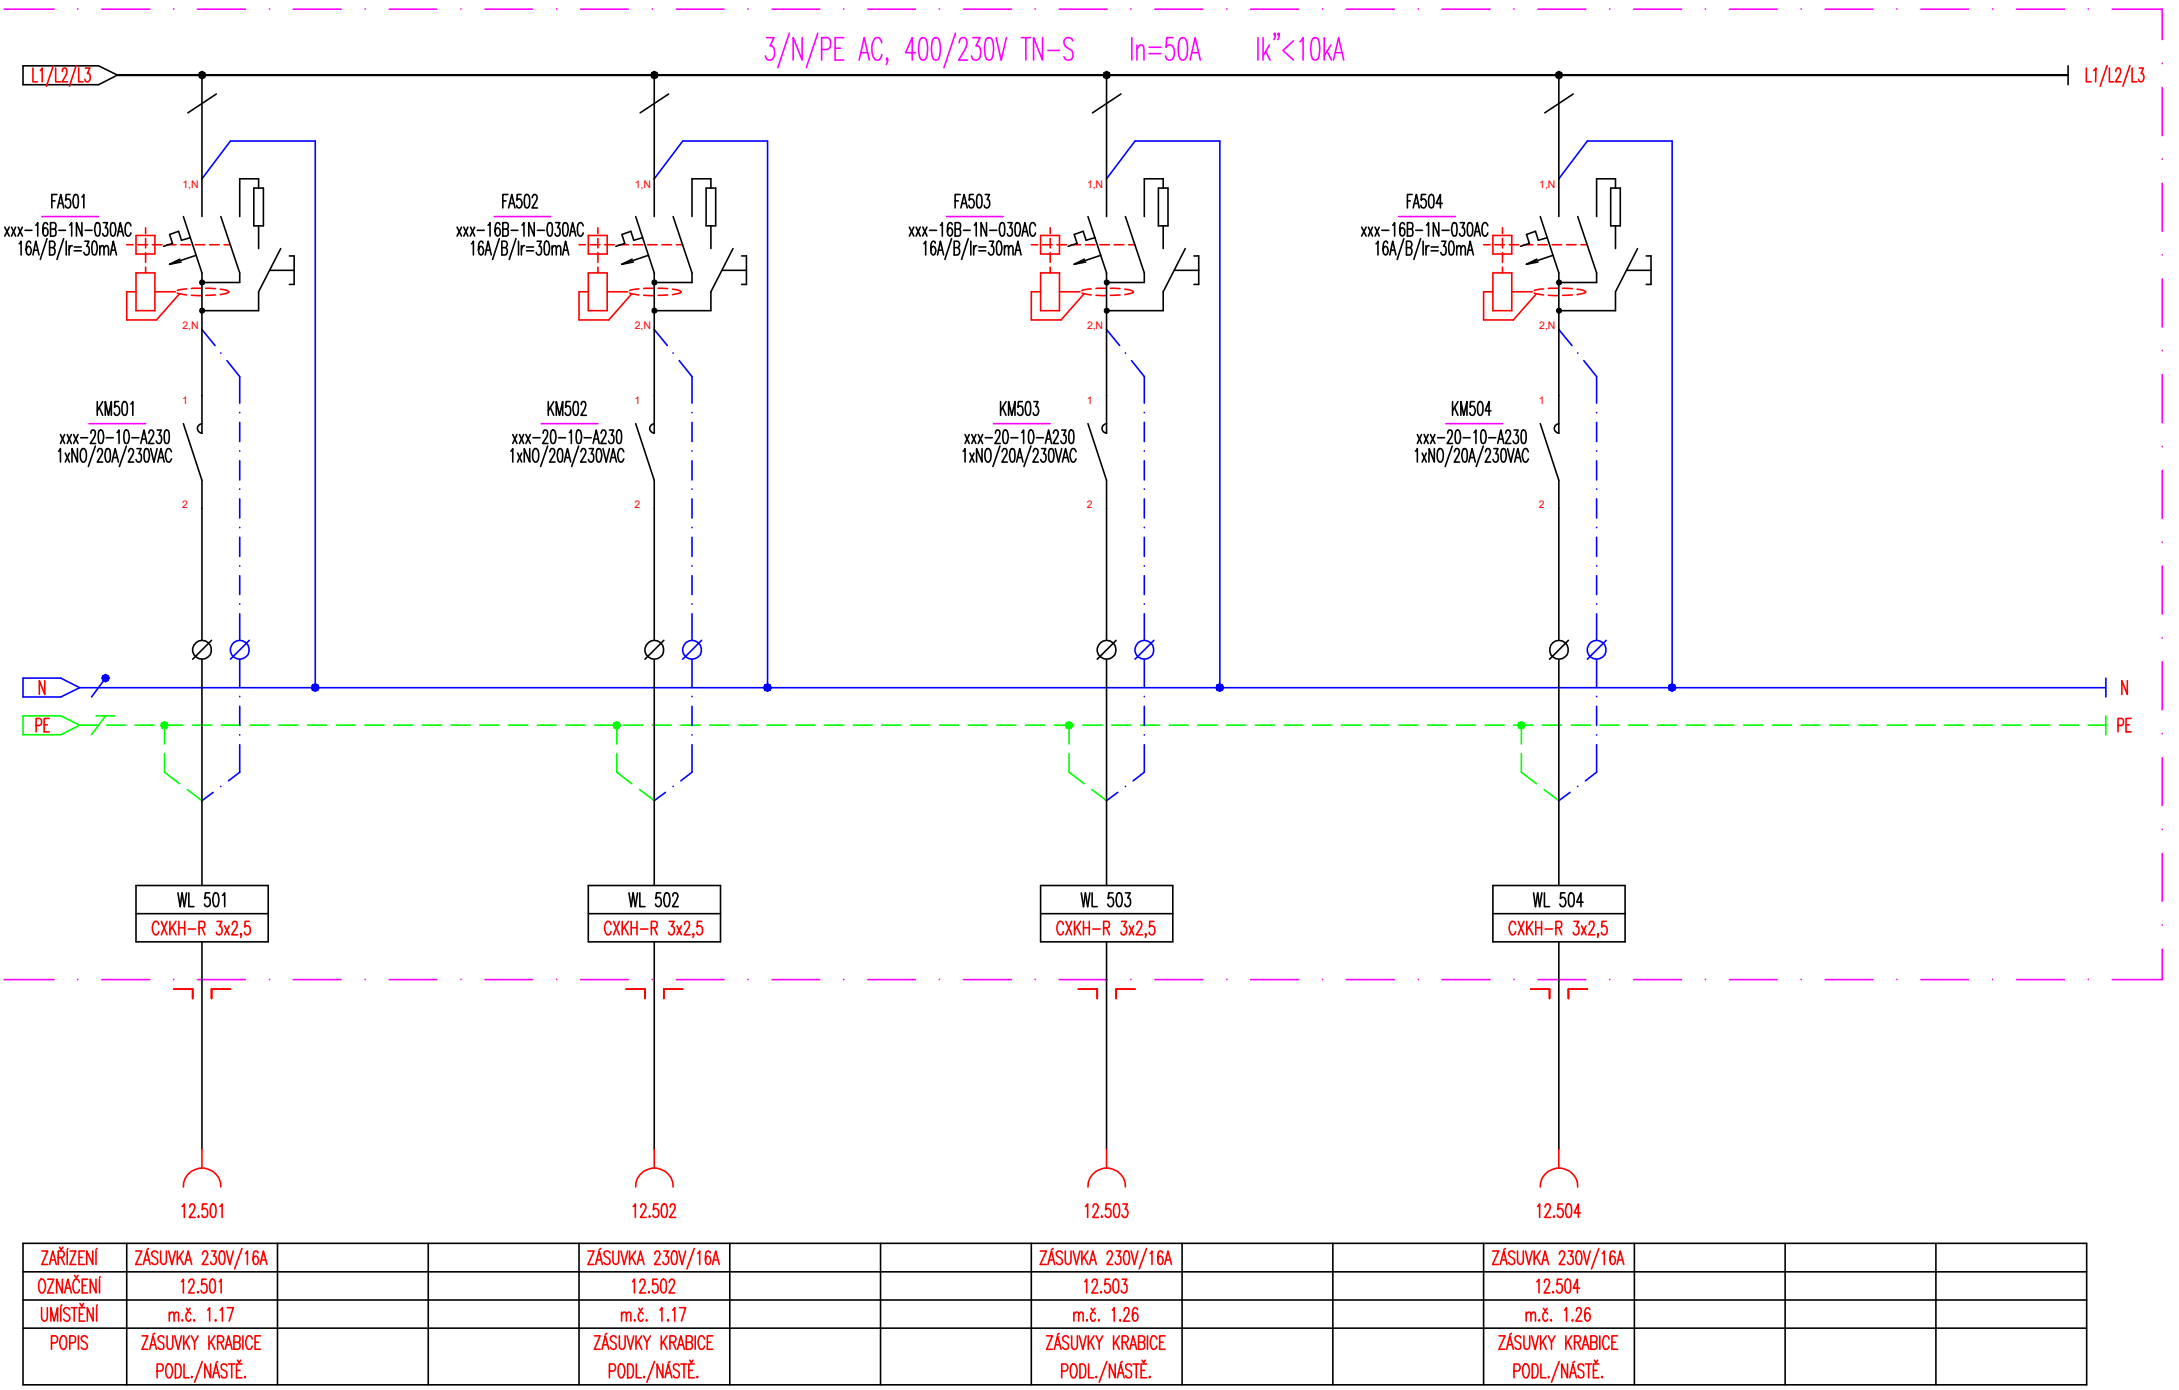 3/N/PE AC, 400/230V TN-S In=50A Ik"<10kA
L1/L2/L3 L1/L2/L3
1,N 1,N 1,N 1,N
FA501 FA502 FA503 FA504
xxx-16B-1N-030AC xxx-16B-1N-030AC xxx-16B-1N-030AC xxx-16B-1N-030AC
16A/B/Ir=30mA 16A/B/Ir=30mA 16A/B/Ir=30mA 16A/B/Ir=30mA
2,N 2,N 2,N 2,N
1 1 1 1
KM501 KM502 KM503 KM504
xxx-20-10-A230 xxx-20-10-A230 xxx-20-10-A230 xxx-20-10-A230
1xNO/20A/230VAC 1xNO/20A/230VAC 1xNO/20A/230VAC 1xNO/20A/230VAC
2 2 2 2
N N
PE PE
WL 501 WL 502 WL 503 WL 504
CXKH-R 3x2,5 CXKH-R 3x2,5 CXKH-R 3x2,5 CXKH-R 3x2,5
12.501 12.502 12.503 12.504
ZAŘÍZENÍ ZÁSUVKA 230V/16A ZÁSUVKA 230V/16A ZÁSUVKA 230V/16A ZÁSUVKA 230V/16A
OZNAČENÍ 12.501 12.502 12.503 12.504
UMÍSTĚNÍ m.č. 1.17 m.č. 1.17 m.č. 1.26 m.č. 1.26
POPIS ZÁSUVKY KRABICE ZÁSUVKY KRABICE ZÁSUVKY KRABICE ZÁSUVKY KRABICE
PODL./NÁSTĚ. PODL./NÁSTĚ. PODL./NÁSTĚ. PODL./NÁSTĚ.